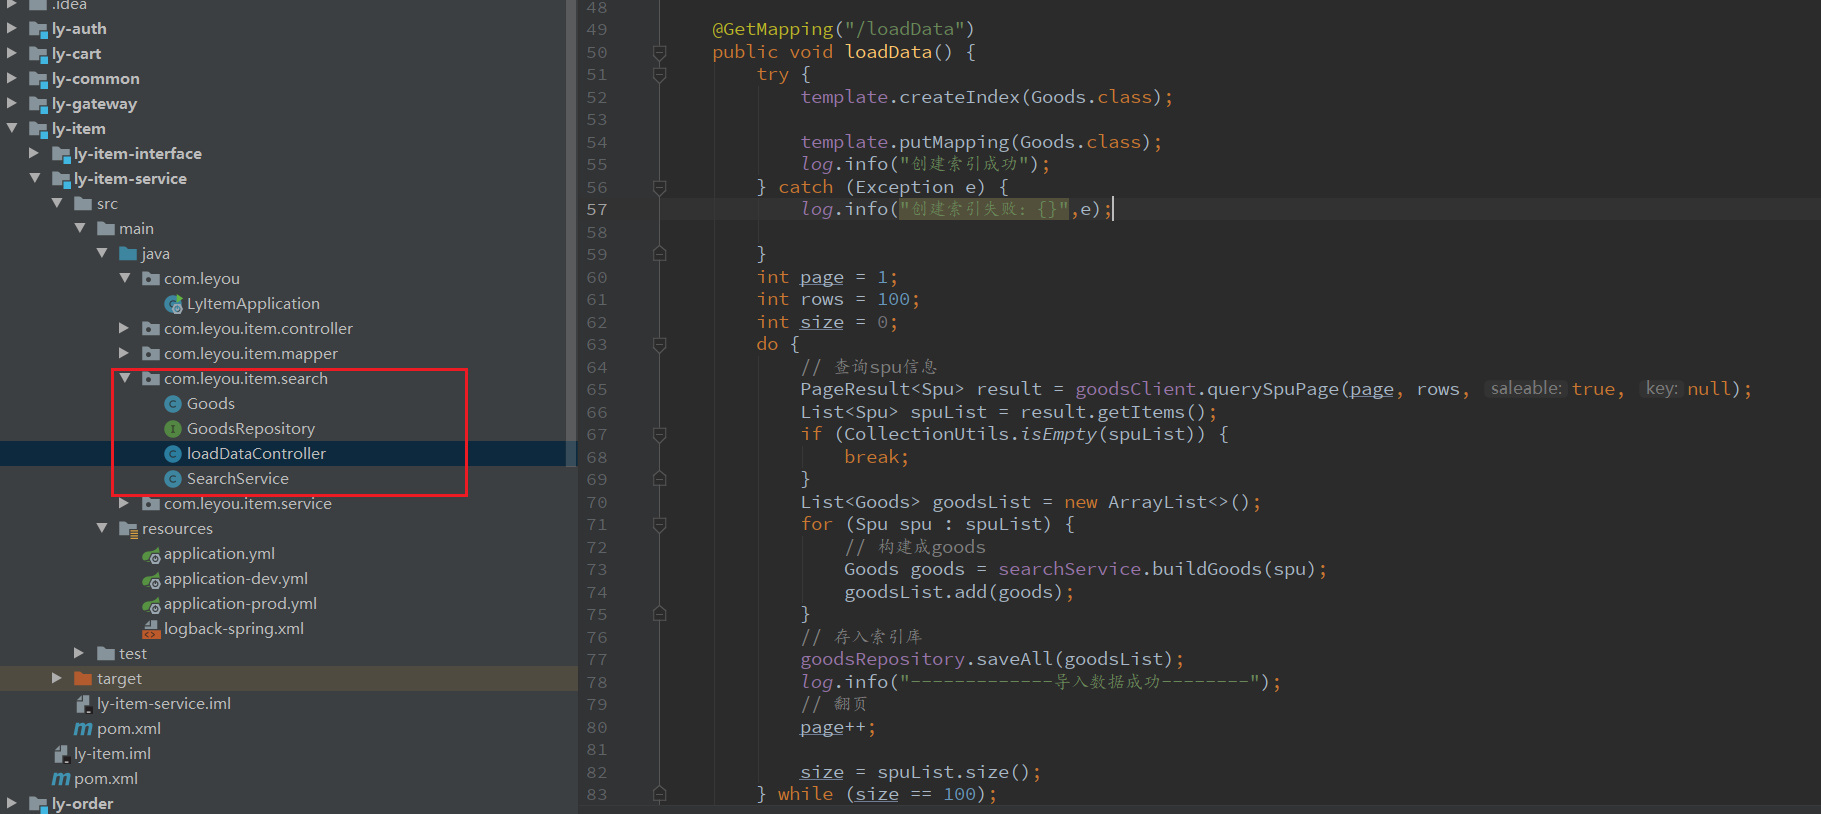 .idea
ly-auth
ly-cart
ly-common
ly-gateway
ly-item
ly-item-interface
ly-item-service
src
main
java
com.leyou
LyItemApplication
com.leyou.item.controller
com.leyou.item.mapper
com.leyou.item.search
Goods
GoodsRepository
loadDataController
SearchService
com.leyou.item.service
resources
application.yml
application-dev.yml
application-prod.yml
logback-spring.xml
test
target
ly-item-service.iml
pom.xml
ly-item.iml
pom.xml
ly-order
48
49 @GetMapping("/loadData")
50 public void loadData() {
51 try {
52 template.createIndex(Goods.class);
53
54 template.putMapping(Goods.class);
55 log.info("创建索引成功");
56 } catch (Exception e) {
57 log.info("创建索引失败: {}",e);
58
59 }
60 int page = 1;
61 int rows = 100;
62 int size = 0;
63 do {
64 // 查询spu信息
65 PageResult<Spu> result = goodsClient.querySpuPage(page, rows, saleable: true, key: null);
66 List<Spu> spuList = result.getItems();
67 if (CollectionUtils.isEmpty(spuList)) {
68 break;
69 }
70 List<Goods> goodsList = new ArrayList<>();
71 for (Spu spu : spuList) {
72 // 构建成goods
73 Goods goods = searchService.buildGoods(spu);
74 goodsList.add(goods);
75 }
76 // 存入索引库
77 goodsRepository.saveAll(goodsList);
78 log.info("-------------导入数据成功--------");
79 // 翻页
80 page++;
81
82 size = spuList.size();
83 } while (size == 100);